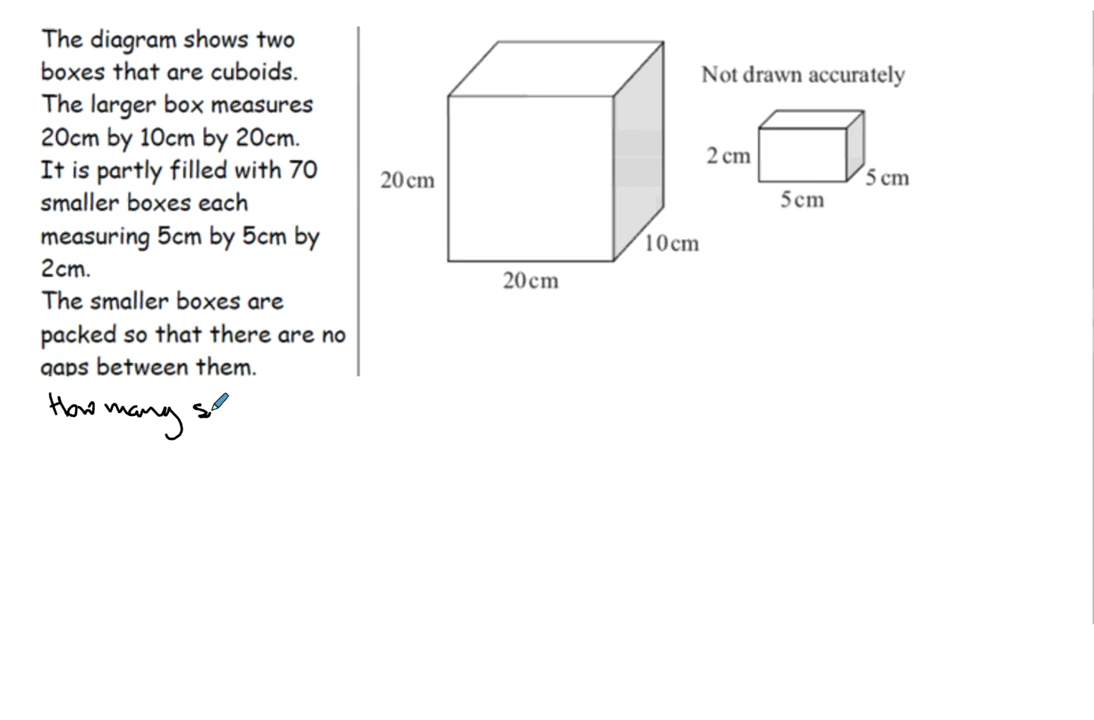 The diagram shows two
boxes that are cuboids.
The larger box measures
20cm by 10cm by 20cm.
It is partly filled with 70
smaller boxes each
measuring 5cm by 5cm by
2cm.
The smaller boxes are
packed so that there are no
gaps between them.
How many s
20cm
20cm
10cm
Not drawn accurately
2cm
5cm
5cm